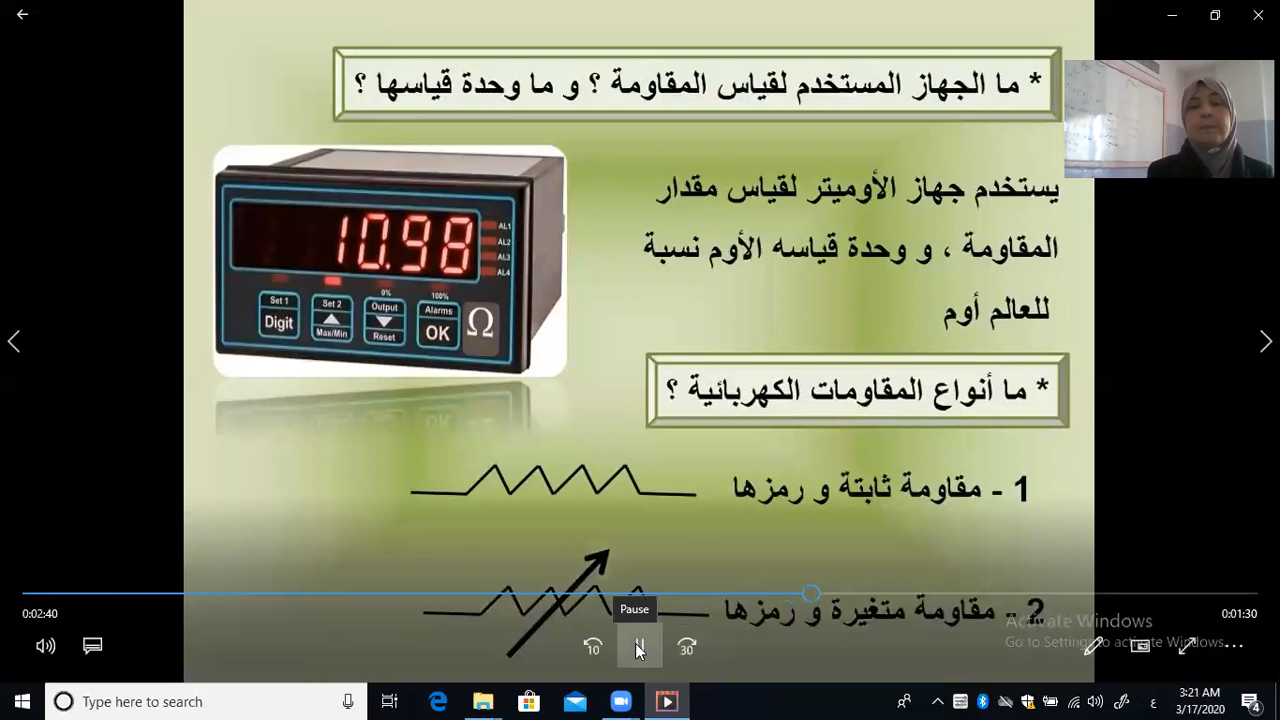 * ما الجهاز المستخدم لقياس المقاومة ؟ و ما وحدة قياسها ؟
يستخدم جهاز الأوميتر لقياس مقدار
المقاومة ، و وحدة قياسه الأوم نسبة
للعالم أوم
10.98
AL1
AL2
AL3
AL4
0%
100%
Set 1
Digit
Set 2
Max/Min
Output
Reset
Alarms
OK
Ω
OK
* ما أنواع المقاومات الكهربائية ؟
1 - مقاومة ثابتة و رمزها
2 - مقاومة متغيرة و رمزها
0:02:40
Pause
0:01:30
10
30
Activate Windows
Go to Settings to activate Windows.
Type here to search
ع
3:21 AM
3/17/2020
4